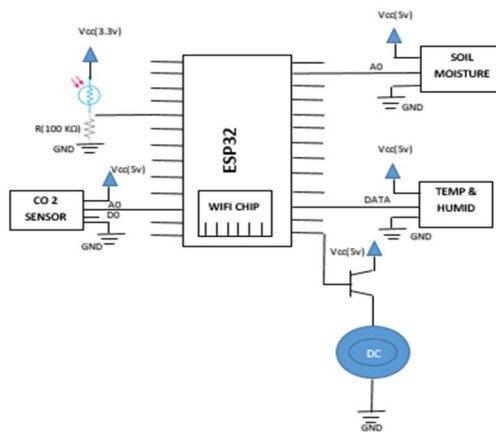 Vcc(3.3v)
R(100 KΩ)
GND
Vcc(5v)
CO 2
SENSOR
A0
D0
GND
ESP32
WIFI CHIP
Vcc(5v)
A0
SOIL
MOISTURE
GND
Vcc(5v)
DATA
TEMP &
HUMID
GND
Vcc(5v)
DC
GND